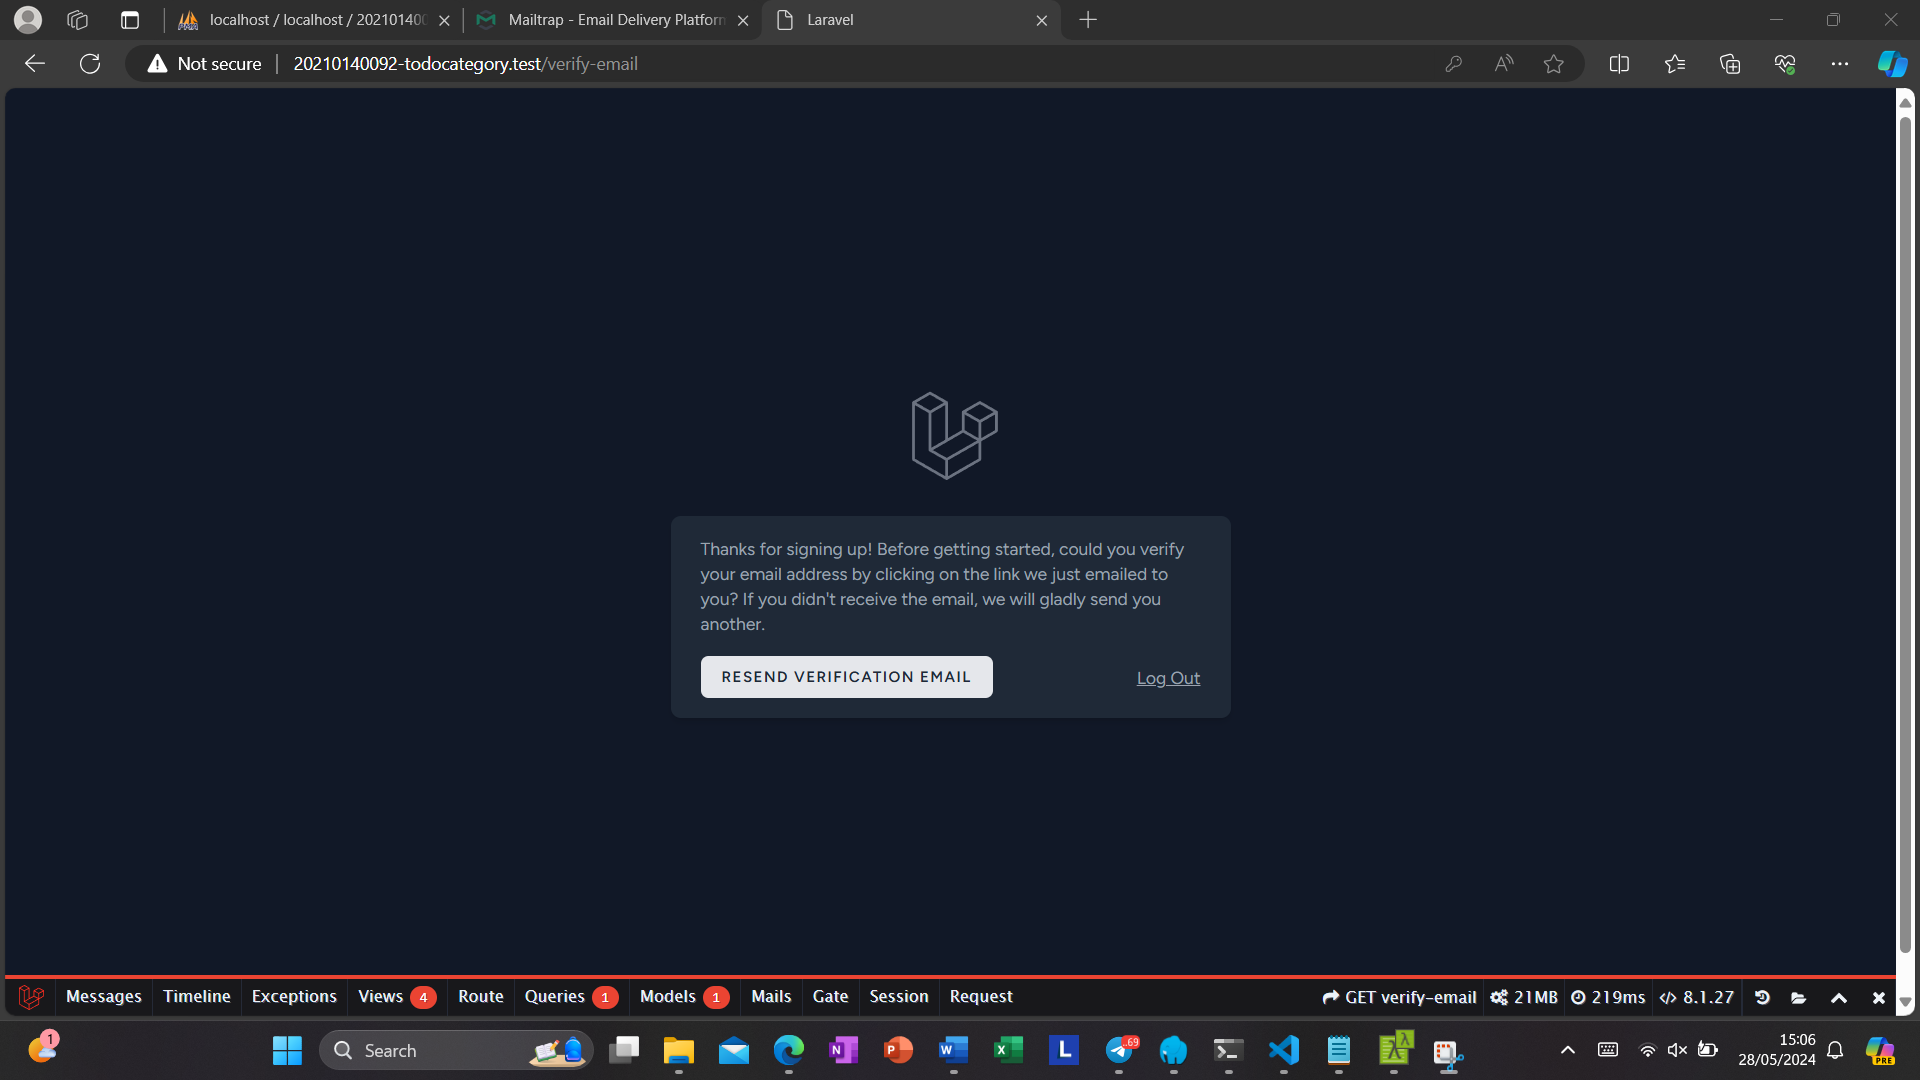 localhost / localhost / 202101400
Mailtrap - Email Delivery Platform
Laravel
Not secure
20210140092-todocategory.test/verify-email
Thanks for signing up! Before getting started, could you verify
your email address by clicking on the link we just emailed to
you? If you didn't receive the email, we will gladly send you
another.
RESEND VERIFICATION EMAIL
Log Out
Messages
Timeline
Exceptions
Views 4
Route
Queries 1
Models 1
Mails
Gate
Session
Request
GET verify-email
21MB
219ms
8.1.27
1
Search
N
P
W
X
L
.69
λ
λ
15:06
28/05/2024
PRE